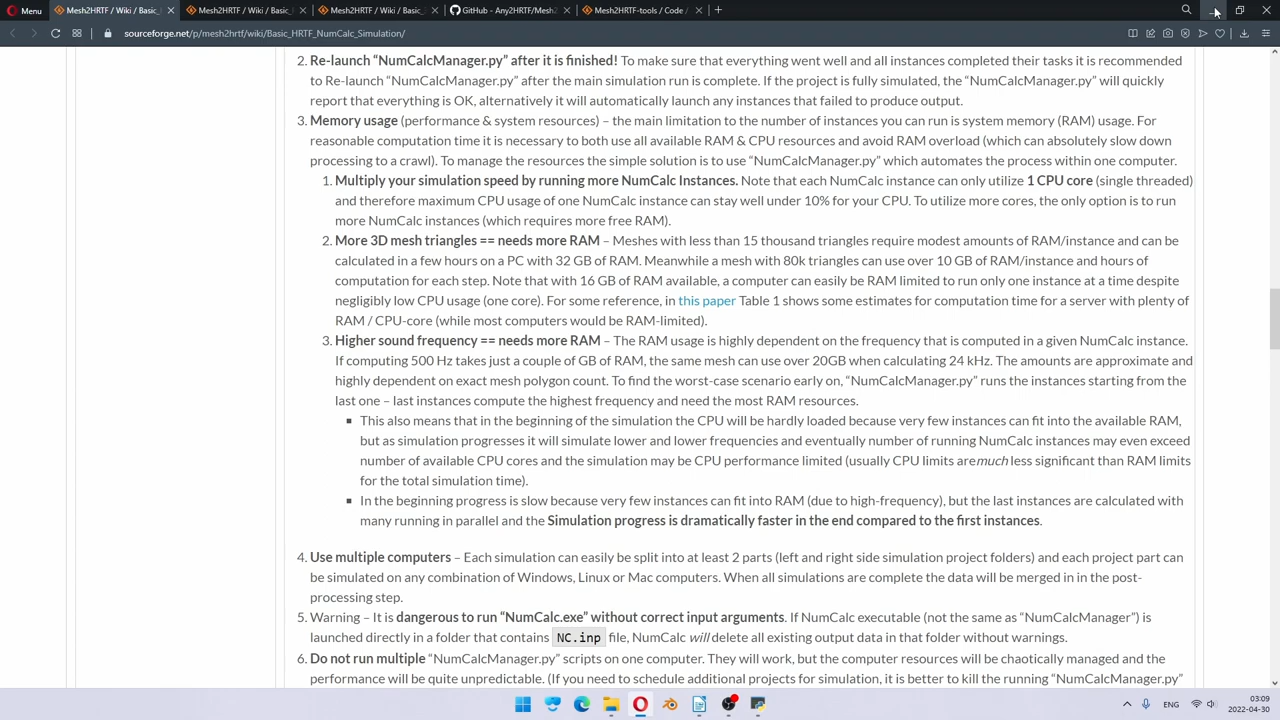 Menu
Mesh2HRTF / Wiki / Basic_
Mesh2HRTF / Wiki / Basic_
Mesh2HRTF / Wiki / Basic_
GitHub - Any2HRTF/Mesh2
Mesh2HRTF-tools / Code /
sourceforge.net/p/mesh2hrtf/wiki/Basic_HRTF_NumCalc_Simulation/
2. Re-launch “NumCalcManager.py” after it is finished! To make sure that everything went well and all instances completed their tasks it is recommended
to Re-launch “NumCalcManager.py” after the main simulation run is complete. If the project is fully simulated, the “NumCalcManager.py” will quickly
report that everything is OK, alternatively it will automatically launch any instances that failed to produce output.
3. Memory usage (performance & system resources) – the main limitation to the number of instances you can run is system memory (RAM) usage. For
reasonable computation time it is necessary to both use all available RAM & CPU resources and avoid RAM overload (which can absolutely slow down
processing to a crawl). To manage the resources the simple solution is to use “NumCalcManager.py” which automates the process within one computer.
1. Multiply your simulation speed by running more NumCalc Instances. Note that each NumCalc instance can only utilize 1 CPU core (single threaded)
and therefore maximum CPU usage of one NumCalc instance can stay well under 10% for your CPU. To utilize more cores, the only option is to run
more NumCalc instances (which requires more free RAM).
2. More 3D mesh triangles == needs more RAM – Meshes with less than 15 thousand triangles require modest amounts of RAM/instance and can be
calculated in a few hours on a PC with 32 GB of RAM. Meanwhile a mesh with 80k triangles can use over 10 GB of RAM/instance and hours of
computation for each step. Note that with 16 GB of RAM available, a computer can easily be RAM limited to run only one instance at a time despite
negligibly low CPU usage (one core). For some reference, in this paper Table 1 shows some estimates for computation time for a server with plenty of
RAM / CPU-core (while most computers would be RAM-limited).
3. Higher sound frequency == needs more RAM – The RAM usage is highly dependent on the frequency that is computed in a given NumCalc instance.
If computing 500 Hz takes just a couple of GB of RAM, the same mesh can use over 20GB when calculating 24 kHz. The amounts are approximate and
highly dependent on exact mesh polygon count. To find the worst-case scenario early on, “NumCalcManager.py” runs the instances starting from the
last one – last instances compute the highest frequency and need the most RAM resources.
This also means that in the beginning of the simulation the CPU will be hardly loaded because very few instances can fit into the available RAM,
but as simulation progresses it will simulate lower and lower frequencies and eventually number of running NumCalc instances may even exceed
number of available CPU cores and the simulation may be CPU performance limited (usually CPU limits aremuch less significant than RAM limits
for the total simulation time).
In the beginning progress is slow because very few instances can fit into RAM (due to high-frequency), but the last instances are calculated with
many running in parallel and the Simulation progress is dramatically faster in the end compared to the first instances.
4. Use multiple computers – Each simulation can easily be split into at least 2 parts (left and right side simulation project folders) and each project part can
be simulated on any combination of Windows, Linux or Mac computers. When all simulations are complete the data will be merged in in the post-
processing step.
5. Warning – It is dangerous to run “NumCalc.exe” without correct input arguments. If NumCalc executable (not the same as “NumCalcManager”) is
launched directly in a folder that contains NC.inp file, NumCalc will delete all existing output data in that folder without warnings.
6. Do not run multiple “NumCalcManager.py” scripts on one computer. They will work, but the computer resources will be chaotically managed and the
performance will be quite unpredictable. (If you need to schedule additional projects for simulation, it is better to kill the running “NumCalcManager.py”
ENG
03:09
2022-04-30